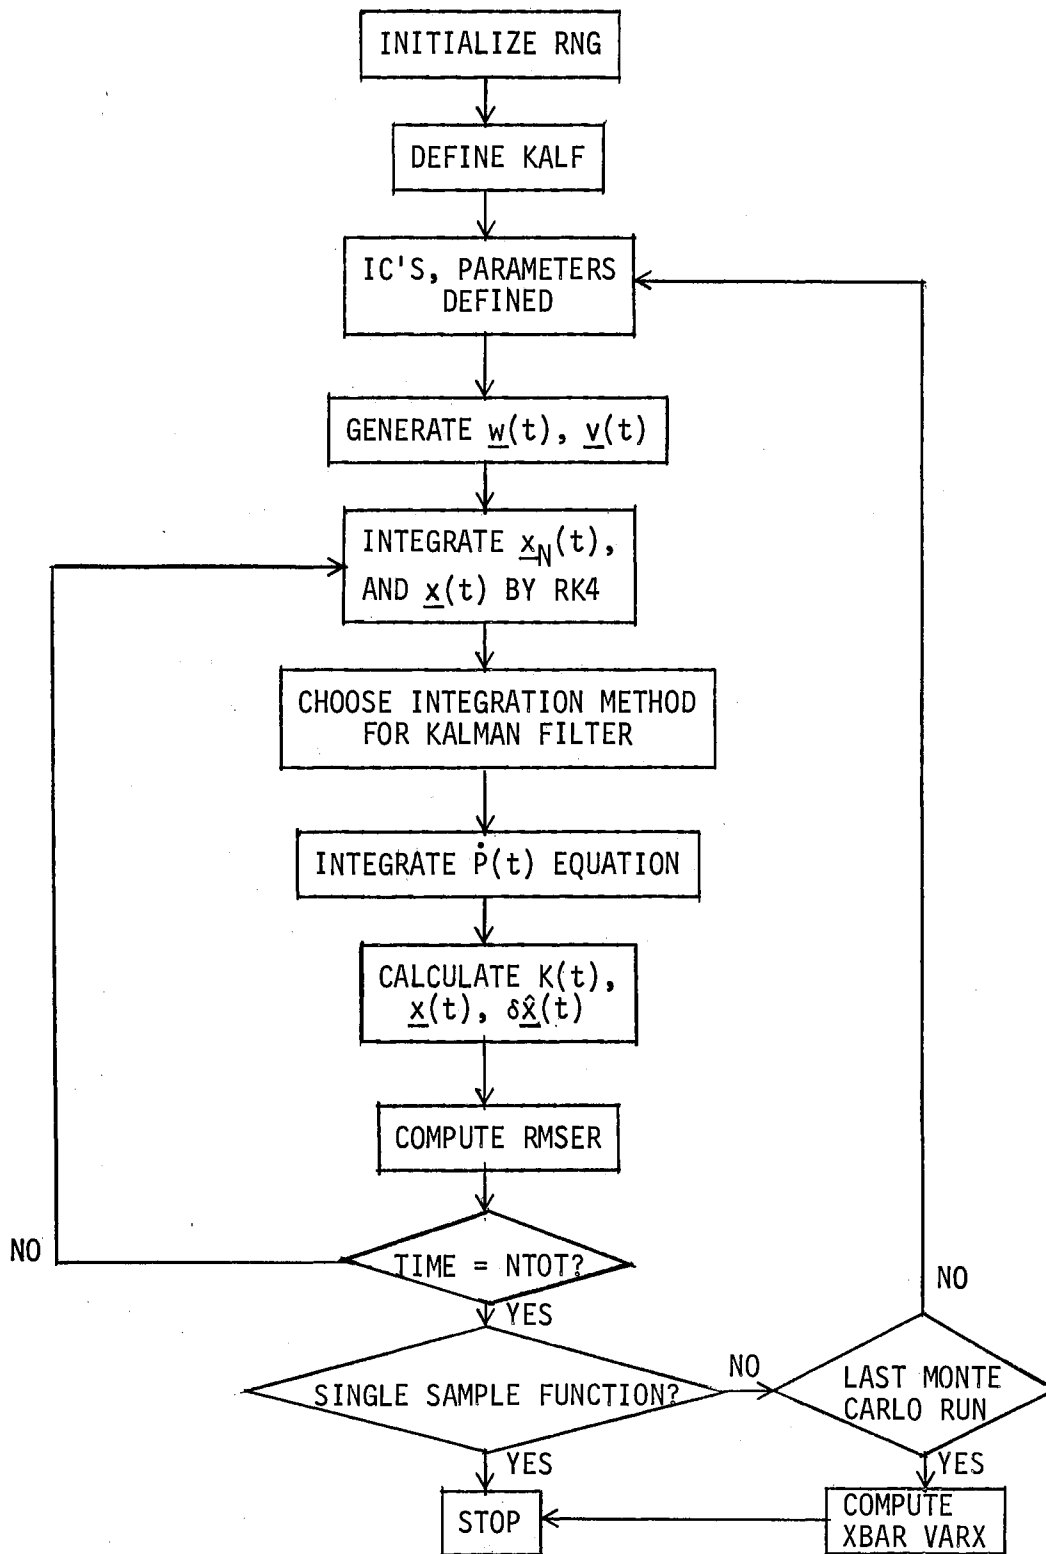 INITIALIZE RNG
DEFINE KALF
IC'S, PARAMETERS
DEFINED
GENERATE w(t), v(t)
INTEGRATE x_N(t),
AND x(t) BY RK4
CHOOSE INTEGRATION METHOD
FOR KALMAN FILTER
INTEGRATE Ṗ(t) EQUATION
CALCULATE K(t),
x(t), δx̂(t)
COMPUTE RMSER
TIME = NTOT?
NO
YES
SINGLE SAMPLE FUNCTION?
NO
LAST MONTE
CARLO RUN
NO
YES
YES
STOP
COMPUTE
XBAR VARX